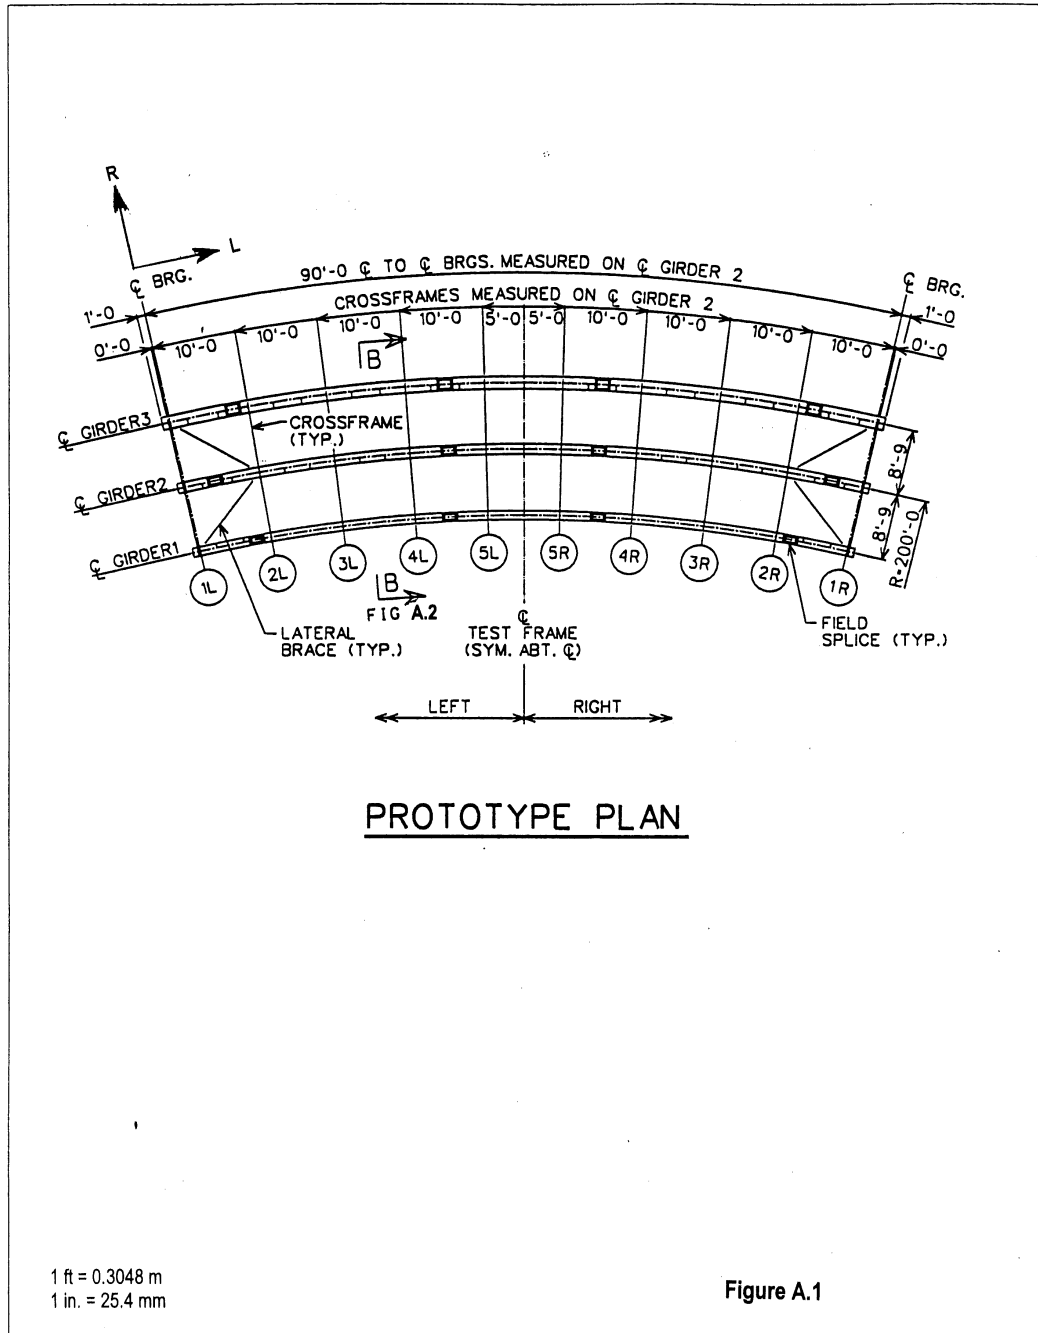 R
L
℄ BRG.
90'-0 ℄ TO ℄ BRGS. MEASURED ON ℄ GIRDER 2
℄ BRG.
1'-0
CROSSFRAMES MEASURED ON ℄ GIRDER 2
1'-0
0'-0
10'-0
10'-0
10'-0
10'-0
5'-0
5'-0
10'-0
10'-0
10'-0
10'-0
0'-0
B
℄ GIRDER3
CROSSFRAME
(TYP.)
8'-9
℄ GIRDER2
8'-9
R=200'-0
℄ GIRDER1
1L
2L
3L
4L
5L
5R
4R
3R
2R
1R
B
FIG A.2
LATERAL
BRACE (TYP.)
℄
TEST FRAME
(SYM. ABT. ℄)
FIELD
SPLICE (TYP.)
LEFT
RIGHT
PROTOTYPE PLAN
1 ft = 0.3048 m
1 in. = 25.4 mm
Figure A.1